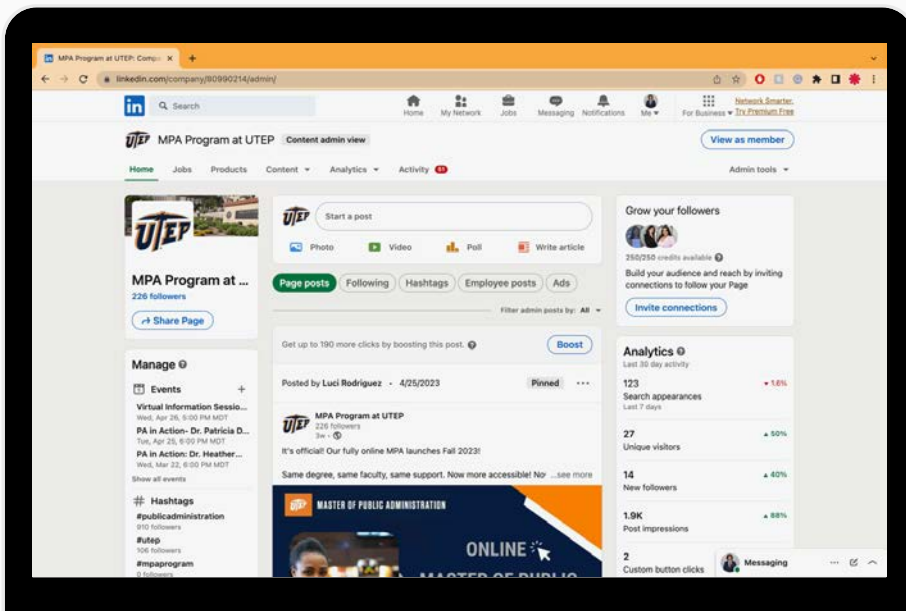 MPA Program at UTEP: Compa
linkedin.com/company/80990214/admin/
in
Search
Home
My Network
Jobs
Messaging
Notifications
Me
For Business
Network Smarter,
Try Premium Free
UTEP
MPA Program at UTEP
Content admin view
View as member
Home
Jobs
Products
Content
Analytics
Activity
61
Admin tools
UTEP
MPA Program at ...
226 followers
Share Page
Manage
Events
Virtual Information Sessio...
Wed, Apr 26, 5:00 PM MDT
PA in Action- Dr. Patricia D...
Tue, Apr 25, 6:00 PM MDT
PA in Action: Dr. Heather...
Wed, Mar 22, 6:00 PM MDT
Show all events
# Hashtags
#publicadministration
910 followers
#utep
106 followers
#mpaprogram
0 followers
UTEP
Start a post
Photo
Video
Poll
Write article
Page posts
Following
Hashtags
Employee posts
Ads
Filter admin posts by: All
Get up to 190 more clicks by boosting this post.
Boost
Posted by Luci Rodriguez • 4/25/2023
Pinned
UTEP
MPA Program at UTEP
226 followers
3w •
It's official! Our fully online MPA launches Fall 2023!
Same degree, same faculty, same support. Now more accessible! No ...see more
UTEP
MASTER OF PUBLIC ADMINISTRATION
ONLINE
MASTER OF PUBLIC
Grow your followers
250/250 credits available
Build your audience and reach by inviting
connections to follow your Page
Invite connections
Analytics
Last 30 day activity
123
1.6%
Search appearances
Last 7 days
27
50%
Unique visitors
14
40%
New followers
1.9K
88%
Post impressions
2
Custom button clicks
Messaging